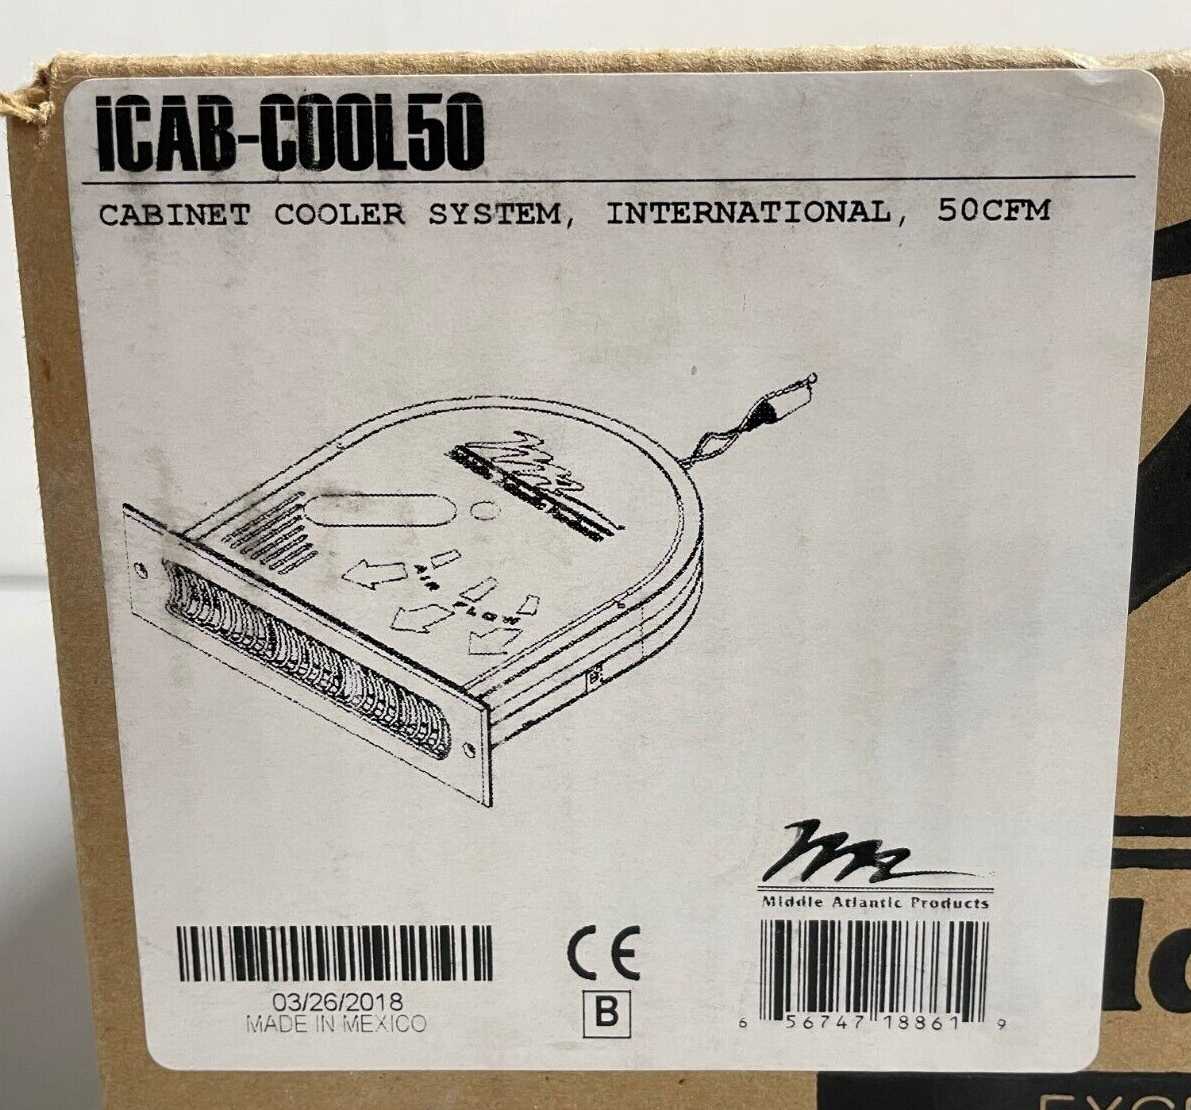 ICAB-COOL50
CABINET COOLER SYSTEM, INTERNATIONAL, 50CFM
AIR FLOW
B
Middle Atlantic Products
CE
03/26/2018
MADE IN MEXICO
B
6 56747 18861 9